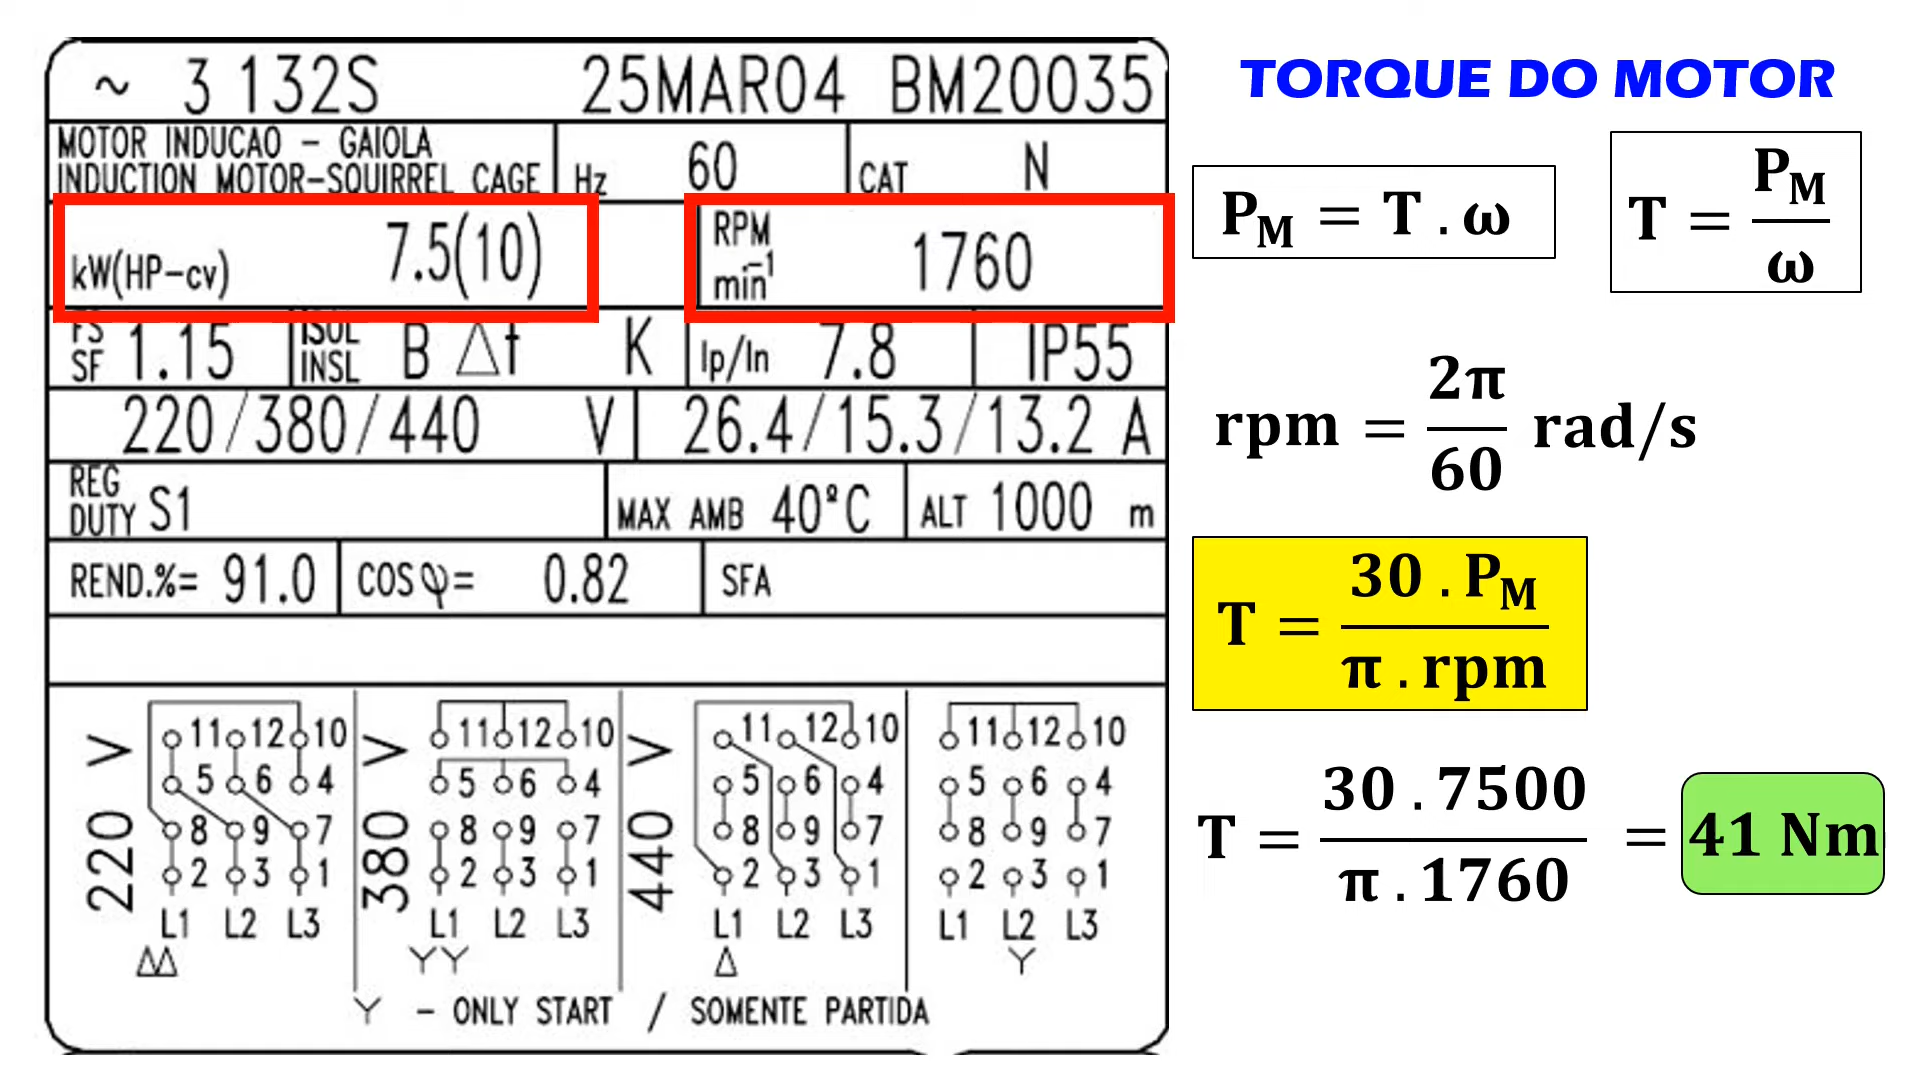 ~ 3 132S 25MAR04 BM20035
MOTOR INDUCAO - GAIOLA
INDUCTION MOTOR-SQUIRREL CAGE
Hz 60
CAT N
kW(HP-cv) 7.5(10)
RPM
min-1
1760
FS
SF
1.15
ISOL
INSL
B Δt K
Ip/In 7.8
IP55
220/380/440 V
26.4/15.3/13.2 A
REG
DUTY S1
MAX AMB 40°C
ALT 1000 m
REND.%= 91.0
COS φ= 0.82
SFA
220 V
11 12 10
5 6 4
8 9 7
2 3 1
L1 L2 L3
ΔΔ
380 V
11 12 10
5 6 4
8 9 7
2 3 1
L1 L2 L3
YY
440 V
11 12 10
5 6 4
8 9 7
2 3 1
L1 L2 L3
Δ
11 12 10
5 6 4
8 9 7
2 3 1
L1 L2 L3
Y
Y - ONLY START / SOMENTE PARTIDA
TORQUE DO MOTOR
PM = T . ω
T = PM / ω
rpm = 2π / 60 rad/s
T = 30 . PM / π . rpm
T = 30 . 7500 / π . 1760 = 41 Nm